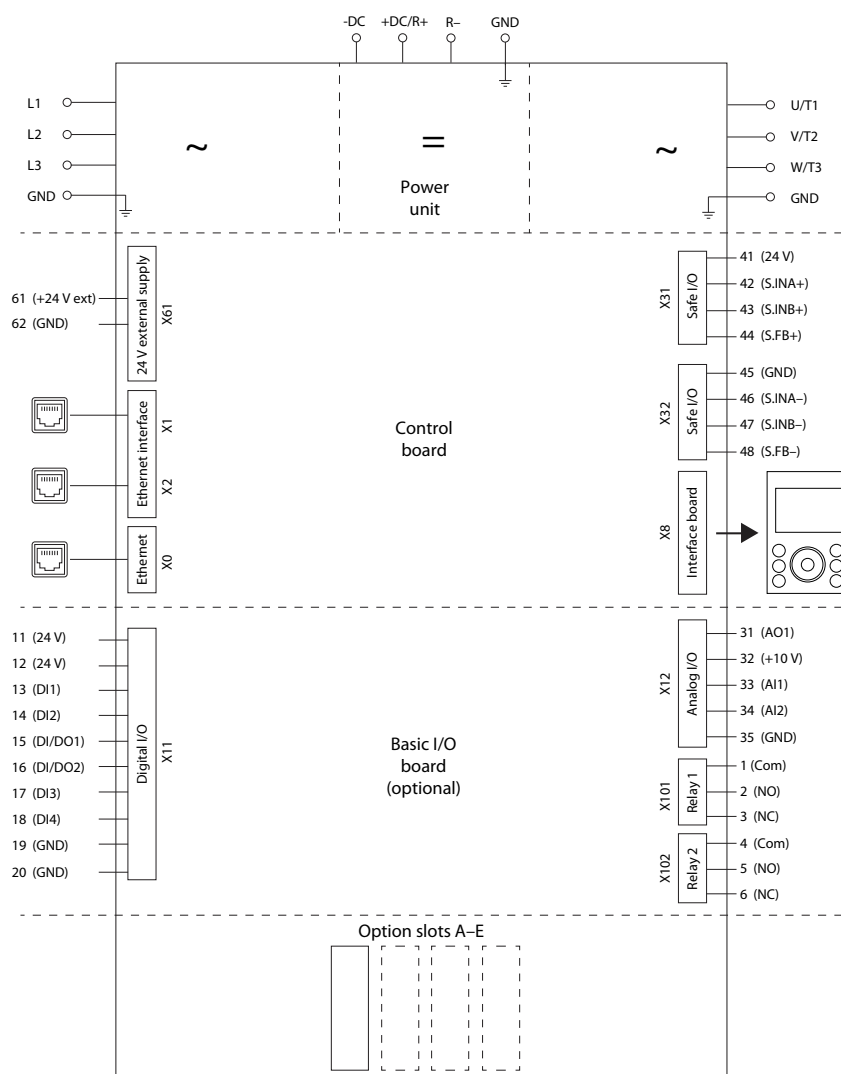 -DC +DC/R+ R– GND
L1
L2
L3
GND
~
=
~
Power
unit
U/T1
V/T2
W/T3
GND
61 (+24 V ext)
62 (GND)
24 V external supply
X61
Ethernet interface
X1
X2
Ethernet
X0
Control
board
X31
Safe I/O
41 (24 V)
42 (S.INA+)
43 (S.INB+)
44 (S.FB+)
X32
Safe I/O
45 (GND)
46 (S.INA–)
47 (S.INB–)
48 (S.FB–)
X8
Interface board
11 (24 V)
12 (24 V)
13 (DI1)
14 (DI2)
15 (DI/DO1)
16 (DI/DO2)
17 (DI3)
18 (DI4)
19 (GND)
20 (GND)
Digital I/O
X11
Basic I/O
board
(optional)
X12
Analog I/O
31 (AO1)
32 (+10 V)
33 (AI1)
34 (AI2)
35 (GND)
X101
Relay 1
1 (Com)
2 (NO)
3 (NC)
X102
Relay 2
4 (Com)
5 (NO)
6 (NC)
Option slots A–E